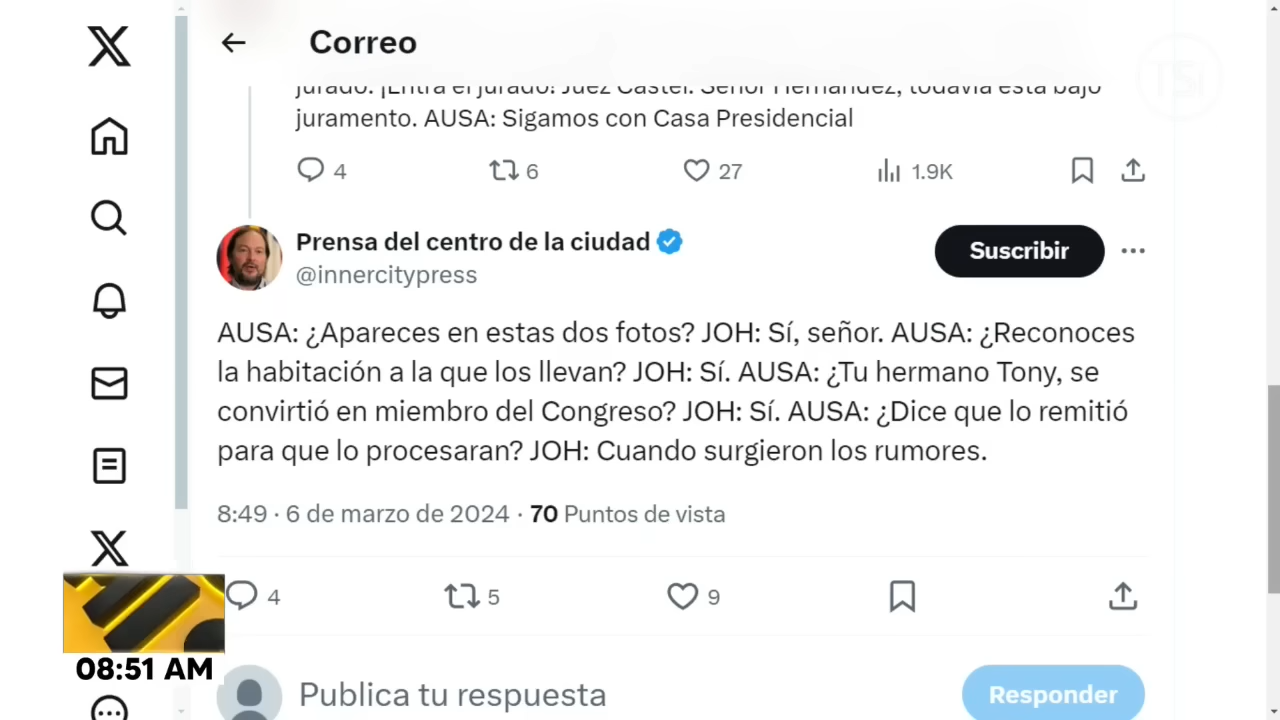 Correo
TSi
jurado. ¡Entra el jurado! Juez Castel: Señor Hernández, todavía está bajo
juramento. AUSA: Sigamos con Casa Presidencial
4
6
27
1.9K
Prensa del centro de la ciudad
@innercitypress
Suscribir
AUSA: ¿Apareces en estas dos fotos? JOH: Sí, señor. AUSA: ¿Reconoces
la habitación a la que los llevan? JOH: Sí. AUSA: ¿Tu hermano Tony, se
convirtió en miembro del Congreso? JOH: Sí. AUSA: ¿Dice que lo remitió
para que lo procesaran? JOH: Cuando surgieron los rumores.
8:49 · 6 de marzo de 2024 · 70 Puntos de vista
4
5
9
08:51 AM
Publica tu respuesta
Responder